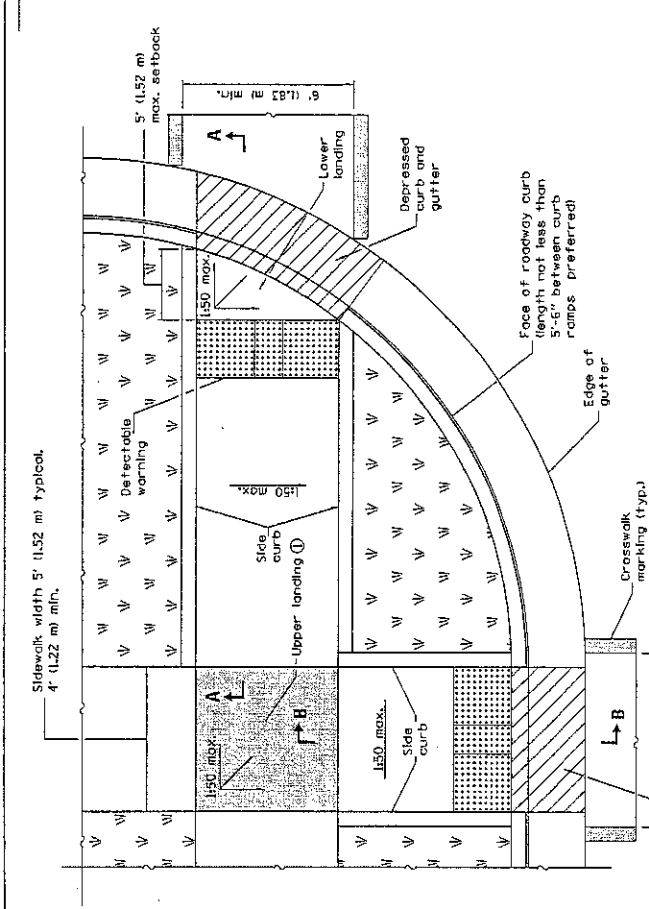 Sidewalk width 5' (1.52 m) typical.
4' (1.22 m) min.
5' (1.52 m)
max. setback
6' (1.83 m) min.
A
Lower
landing
Depressed
curb and
gutter
1:50 max.
Detectable
warning
1:50 max.
Side
curb
Upper landing ①
A
B
1:50 max.
1:50 max.
Side
curb
Face of roadway curb
(length not less than
5'-6" between curb
ramps preferred)
Edge of
gutter
Crosswalk
marking (typ.)
B